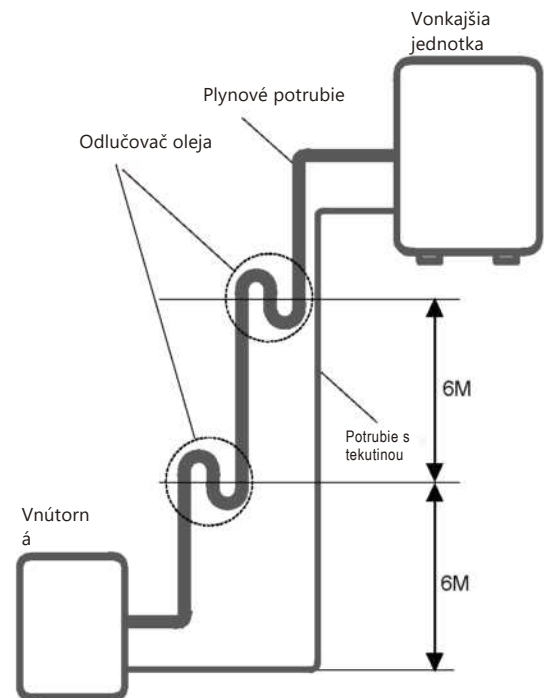 Vonkajšia
jednotka
Plynové potrubie
Odlučovač oleja
6M
Potrubie s
tekutinou
Vnútorn
á
6M